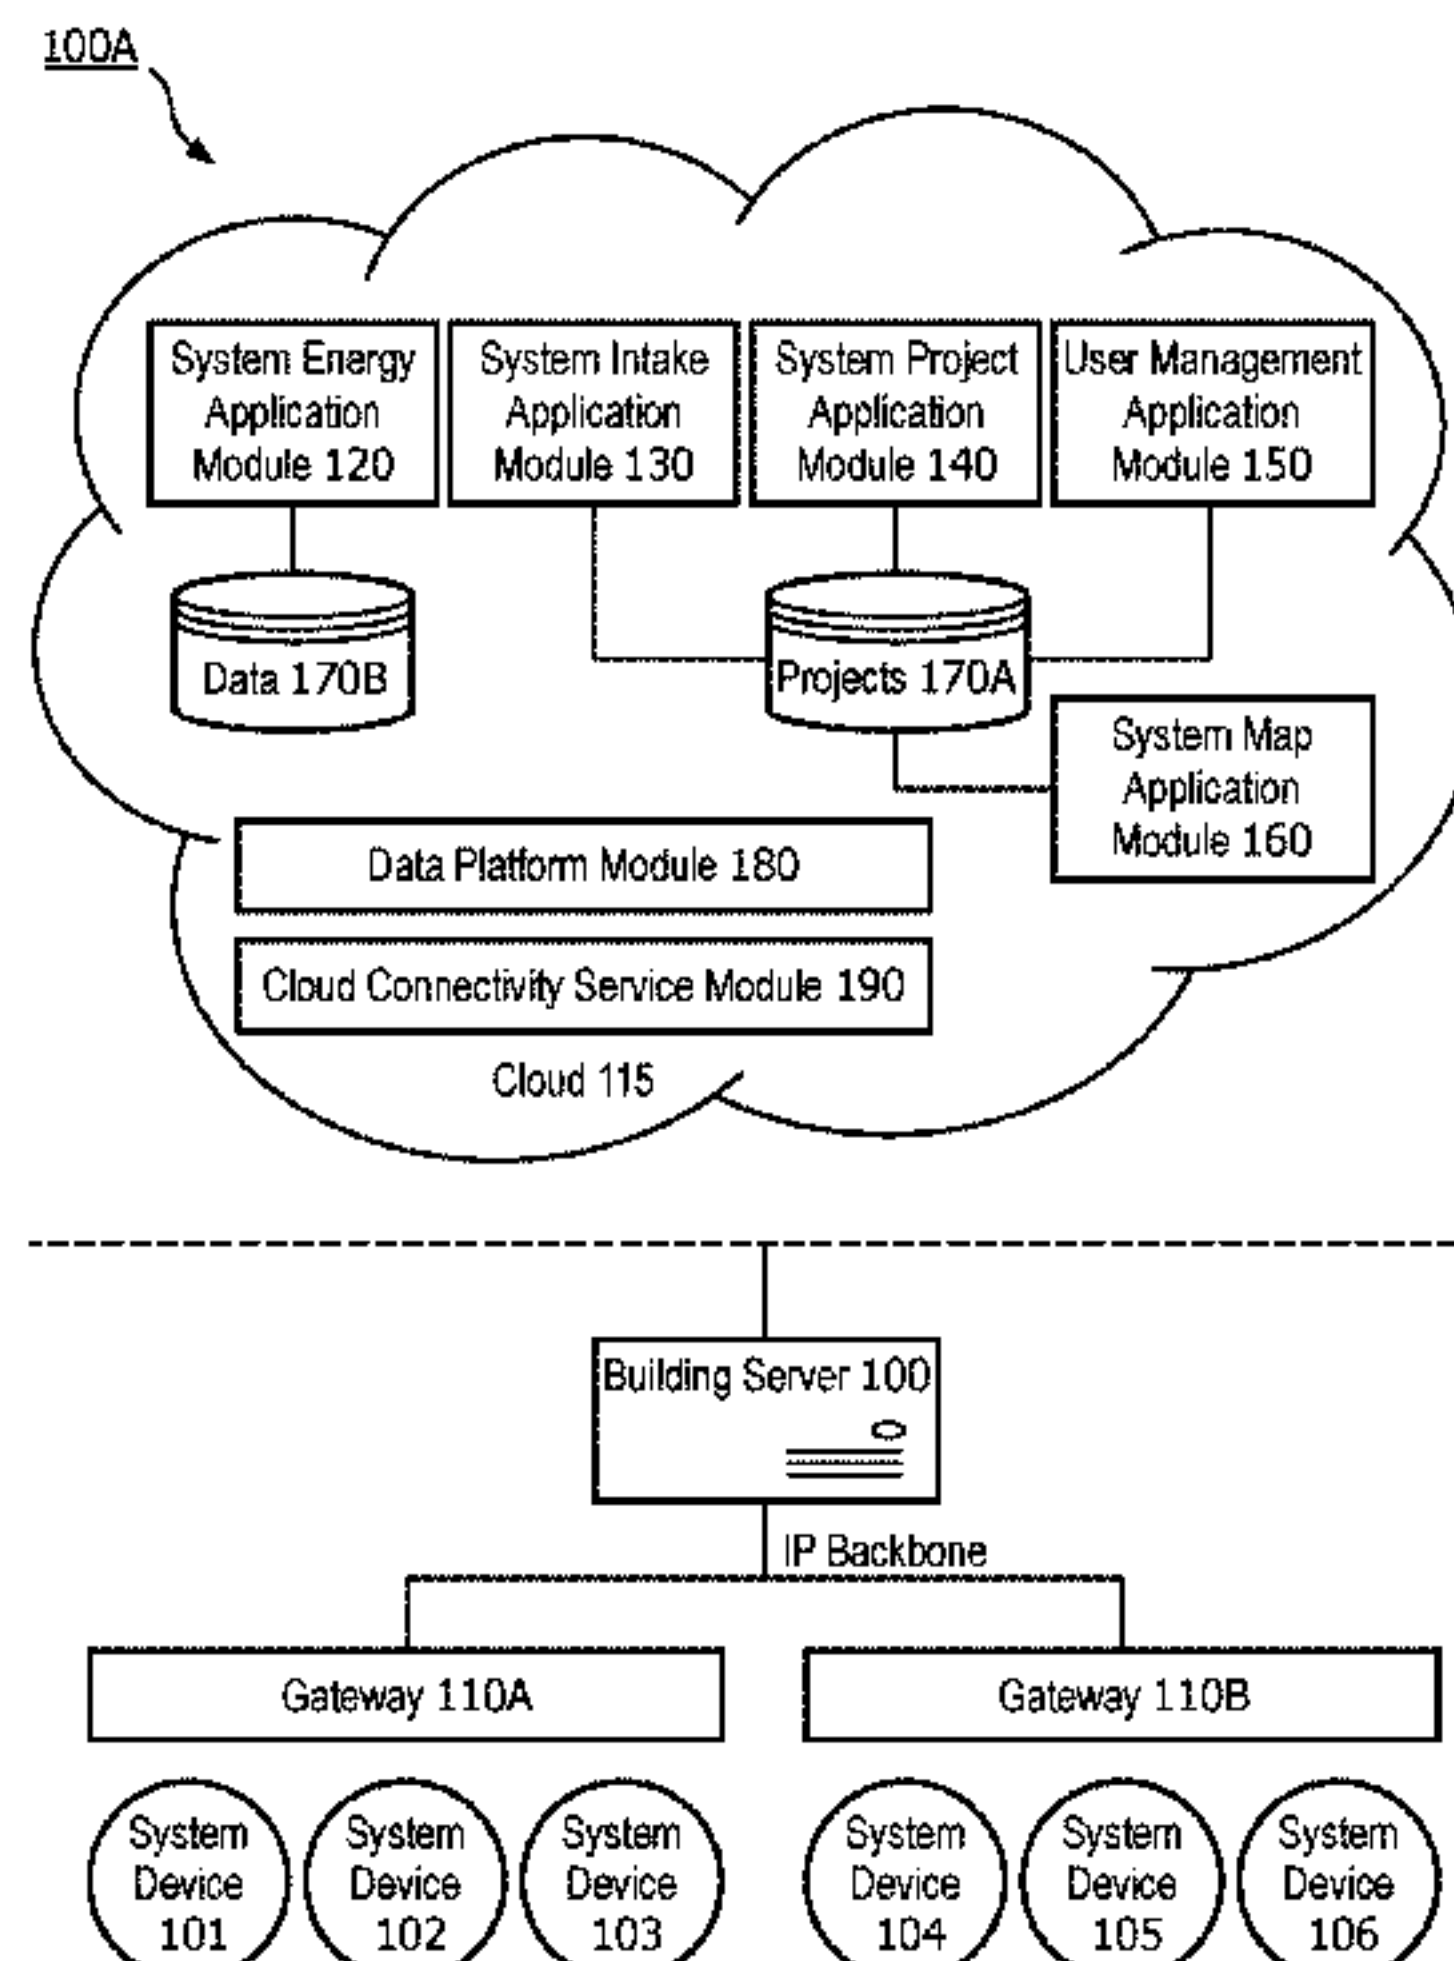 100A
System Energy
Application
Module 120
System Intake
Application
Module 130
System Project
Application
Module 140
User Management
Application
Module 150
Data 170B
Projects 170A
System Map
Application
Module 160
Data Platform Module 180
Cloud Connectivity Service Module 190
Cloud 115
Building Server 100
IP Backbone
Gateway 110A
Gateway 110B
System
Device
101
System
Device
102
System
Device
103
System
Device
104
System
Device
105
System
Device
106